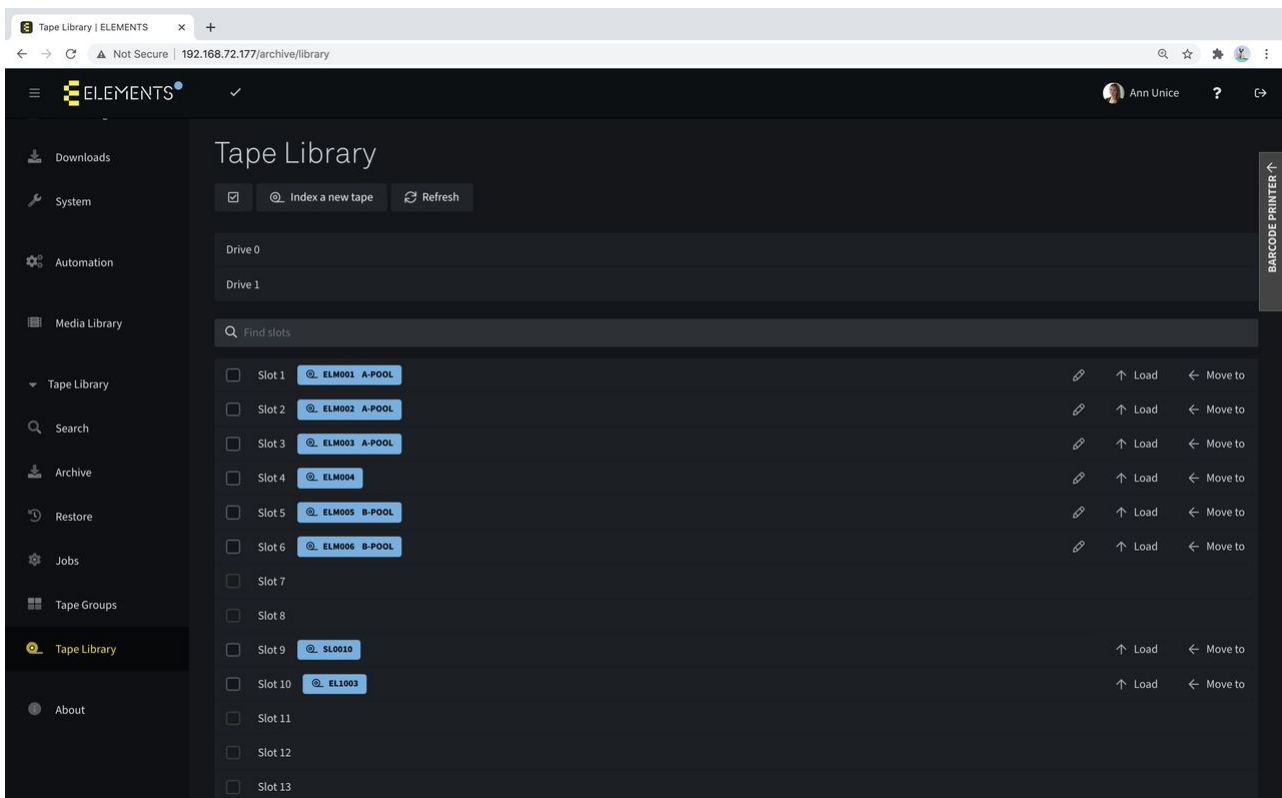 Tape Library | ELEMENTS
Not Secure | 192.168.72.177/archive/library
ELEMENTS
Ann Unice ?
Downloads
System
Automation
Media Library
Tape Library
Search
Archive
Restore
Jobs
Tape Groups
Tape Library
About
Tape Library
Index a new tape Refresh
Drive 0
Drive 1
Find slots
Slot 1 ELM001 A-POOL Load Move to
Slot 2 ELM002 A-POOL Load Move to
Slot 3 ELM003 A-POOL Load Move to
Slot 4 ELM004 Load Move to
Slot 5 ELM005 B-POOL Load Move to
Slot 6 ELM006 B-POOL Load Move to
Slot 7
Slot 8
Slot 9 SL0010 Load Move to
Slot 10 EL1003 Load Move to
Slot 11
Slot 12
Slot 13
BARCODE PRINTER